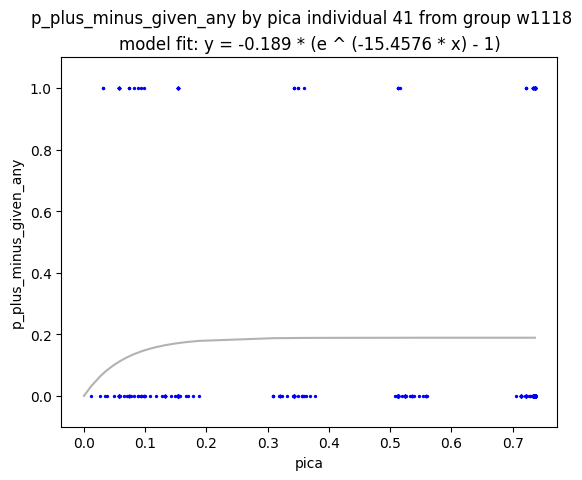 p_plus_minus_given_any by pica individual 41 from group w1118
model fit: y = -0.189 * (e ^ (-15.4576 * x) - 1)
1.0
0.8
0.6
0.4
0.2
0.0
p_plus_minus_given_any
0.0 0.1 0.2 0.3 0.4 0.5 0.6 0.7
pica